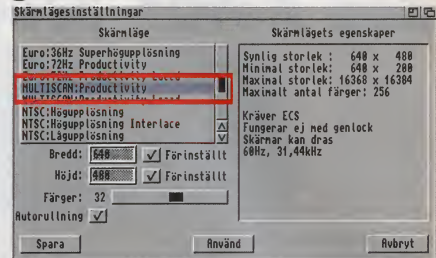 Skärmlägesinställningar
Skärmläge
Euro:36Hz Superhögupplösning
Euro:72Hz Productivity
MULTISCAN:Productivity
NTSC:Högupplösning
NTSC:Högupplösning Interlace
NTSC:Lågupplösning
Bredd: 640 Förinställt
Höjd: 480 Förinställt
Färger: 32
Autorullning
Skärmlägets egenskaper
Synlig storlek : 640 x 480
Minimal storlek : 640 x 200
Maximal storlek: 16368 x 16384
Maximalt antal färger: 256
Kräver ECS
Fungerar ej med genlock
Skärmar kan dras
60Hz, 31,44kHz
Spara
Använd
Avbryt